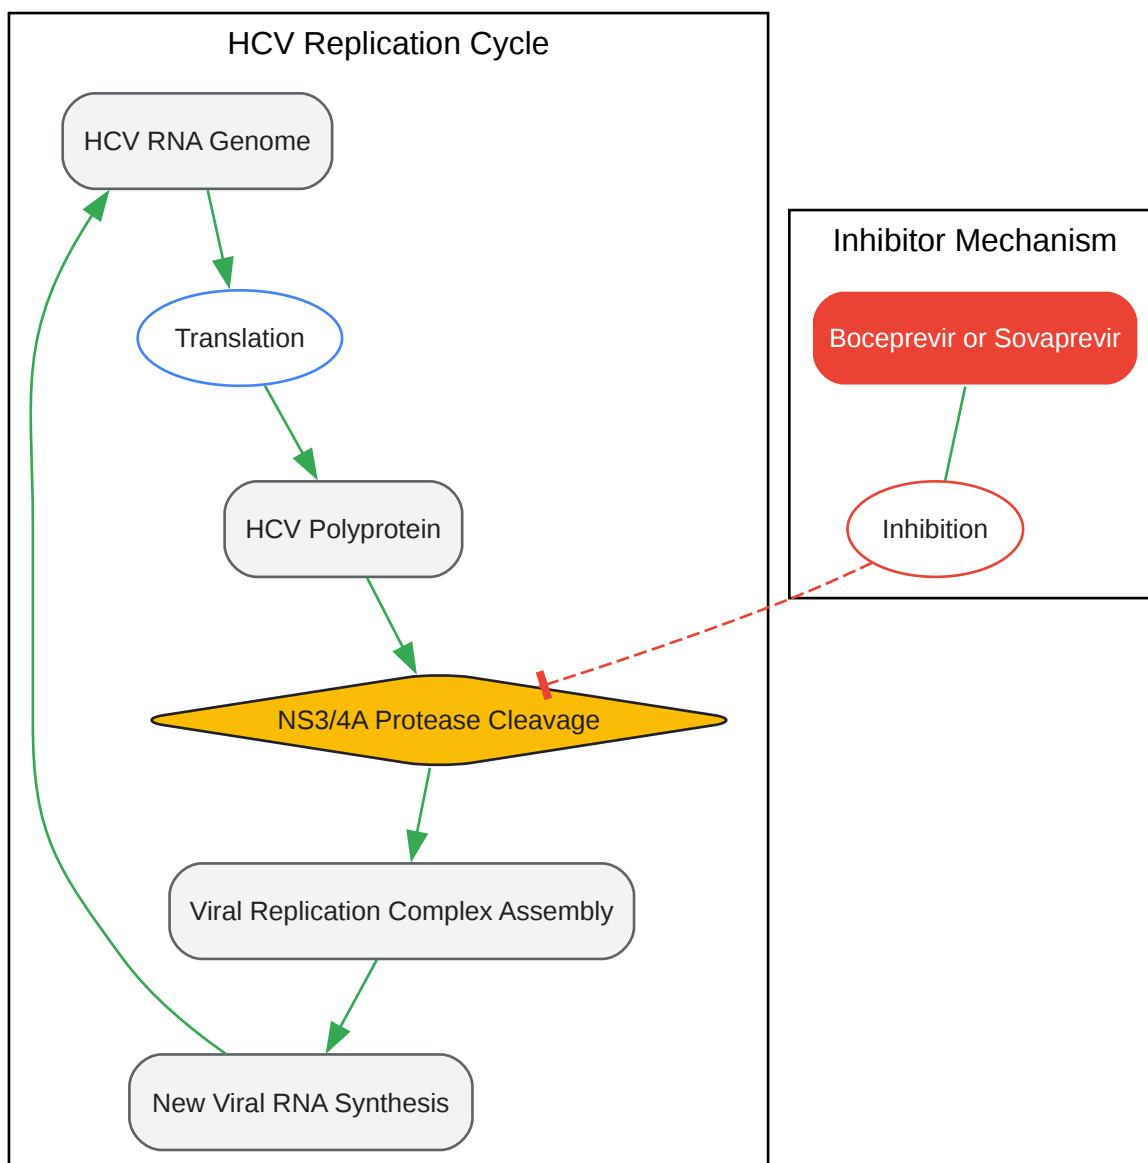 HCV Replication Cycle
HCV RNA Genome
Translation
HCV Polyprotein
NS3/4A Protease Cleavage
Viral Replication Complex Assembly
New Viral RNA Synthesis
Inhibitor Mechanism
Boceprevir or Sovaprevir
Inhibition